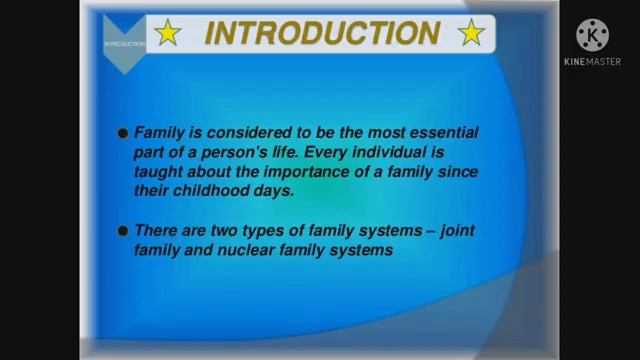 INTRODUCTION
INTRODUCTION
K
KINEMASTER
Family is considered to be the most essential
part of a person's life. Every individual is
taught about the importance of a family since
their childhood days.
There are two types of family systems – joint
family and nuclear family systems